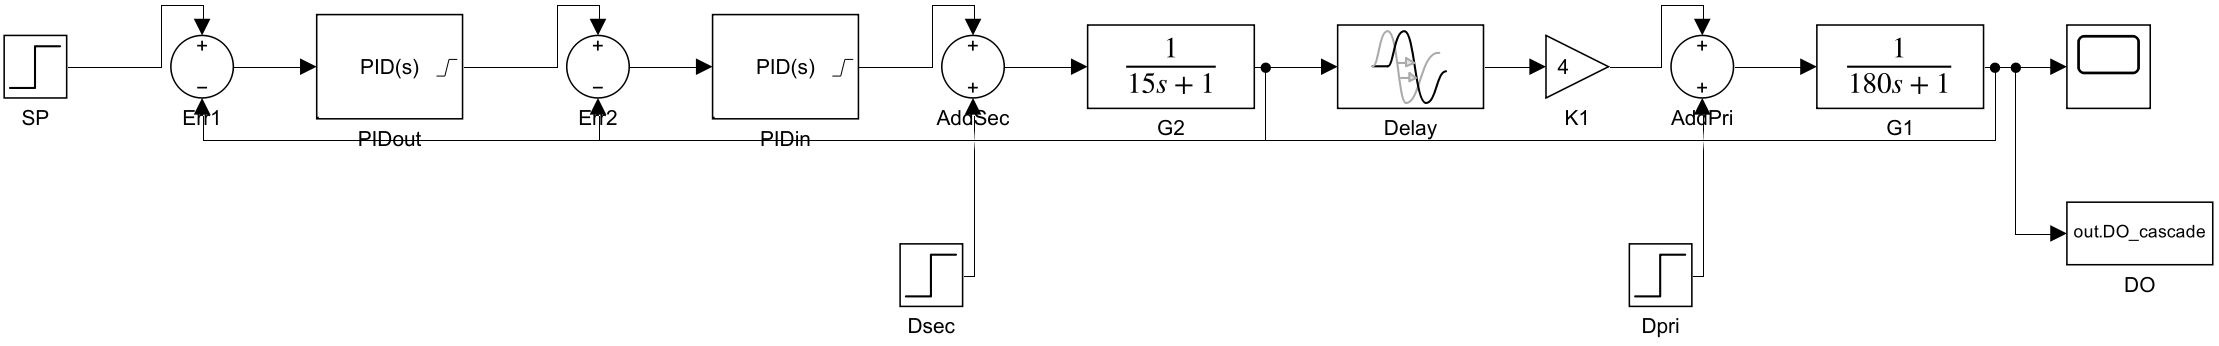 SP
+
−
Err1
PID(s)
PIDout
+
−
Err2
PID(s)
PIDin
+
+
AddSec
1
15s + 1
G2
Delay
4
K1
+
+
AddPri
1
180s + 1
G1
out.DO_cascade
DO
Dsec
Dpri